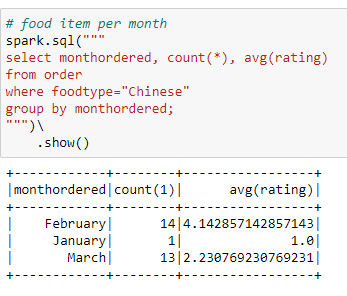 # food item per month
spark.sql("""
select monthordered, count(*), avg(rating)
from order
where foodtype="Chinese"
group by monthordered;
""")\
    .show()
+------------+--------+-----------------+
|monthordered|count(1)|      avg(rating)|
+------------+--------+-----------------+
|    February|      14|4.142857142857143|
|     January|       1|              1.0|
|       March|      13|2.230769230769231|
+------------+--------+-----------------+